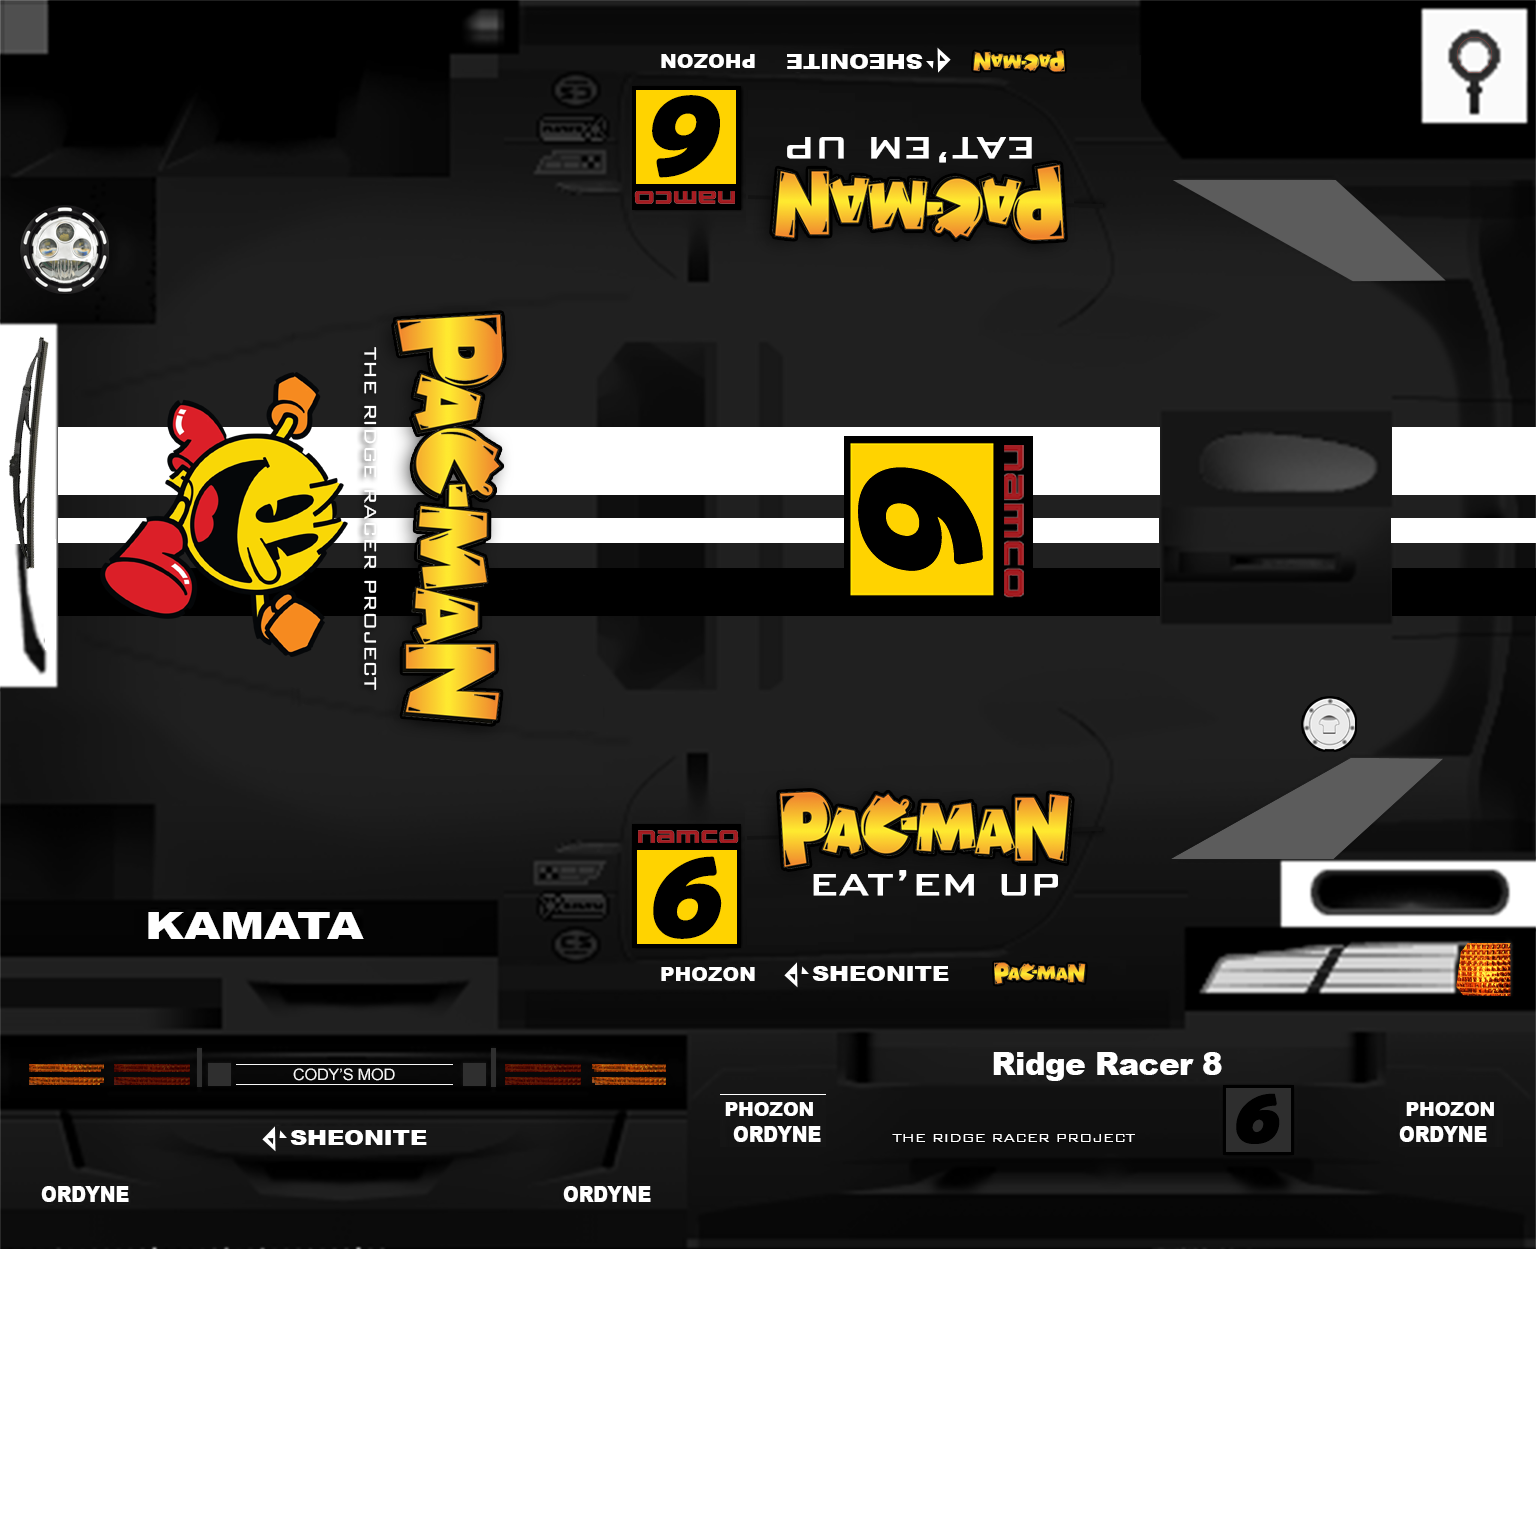 PHOZON
SHEONITE
PAC-MAN
6
namco
EAT'EM UP
PAC-MAN
PAC-MAN
THE RIDGE RACER PROJECT
6
namco
namco
6
PAC-MAN
EAT'EM UP
PHOZON
SHEONITE
PAC-MAN
KAMATA
CODY'S MOD
SHEONITE
ORDYNE
ORDYNE
Ridge Racer 8
PHOZON
ORDYNE
THE RIDGE RACER PROJECT
6
PHOZON
ORDYNE